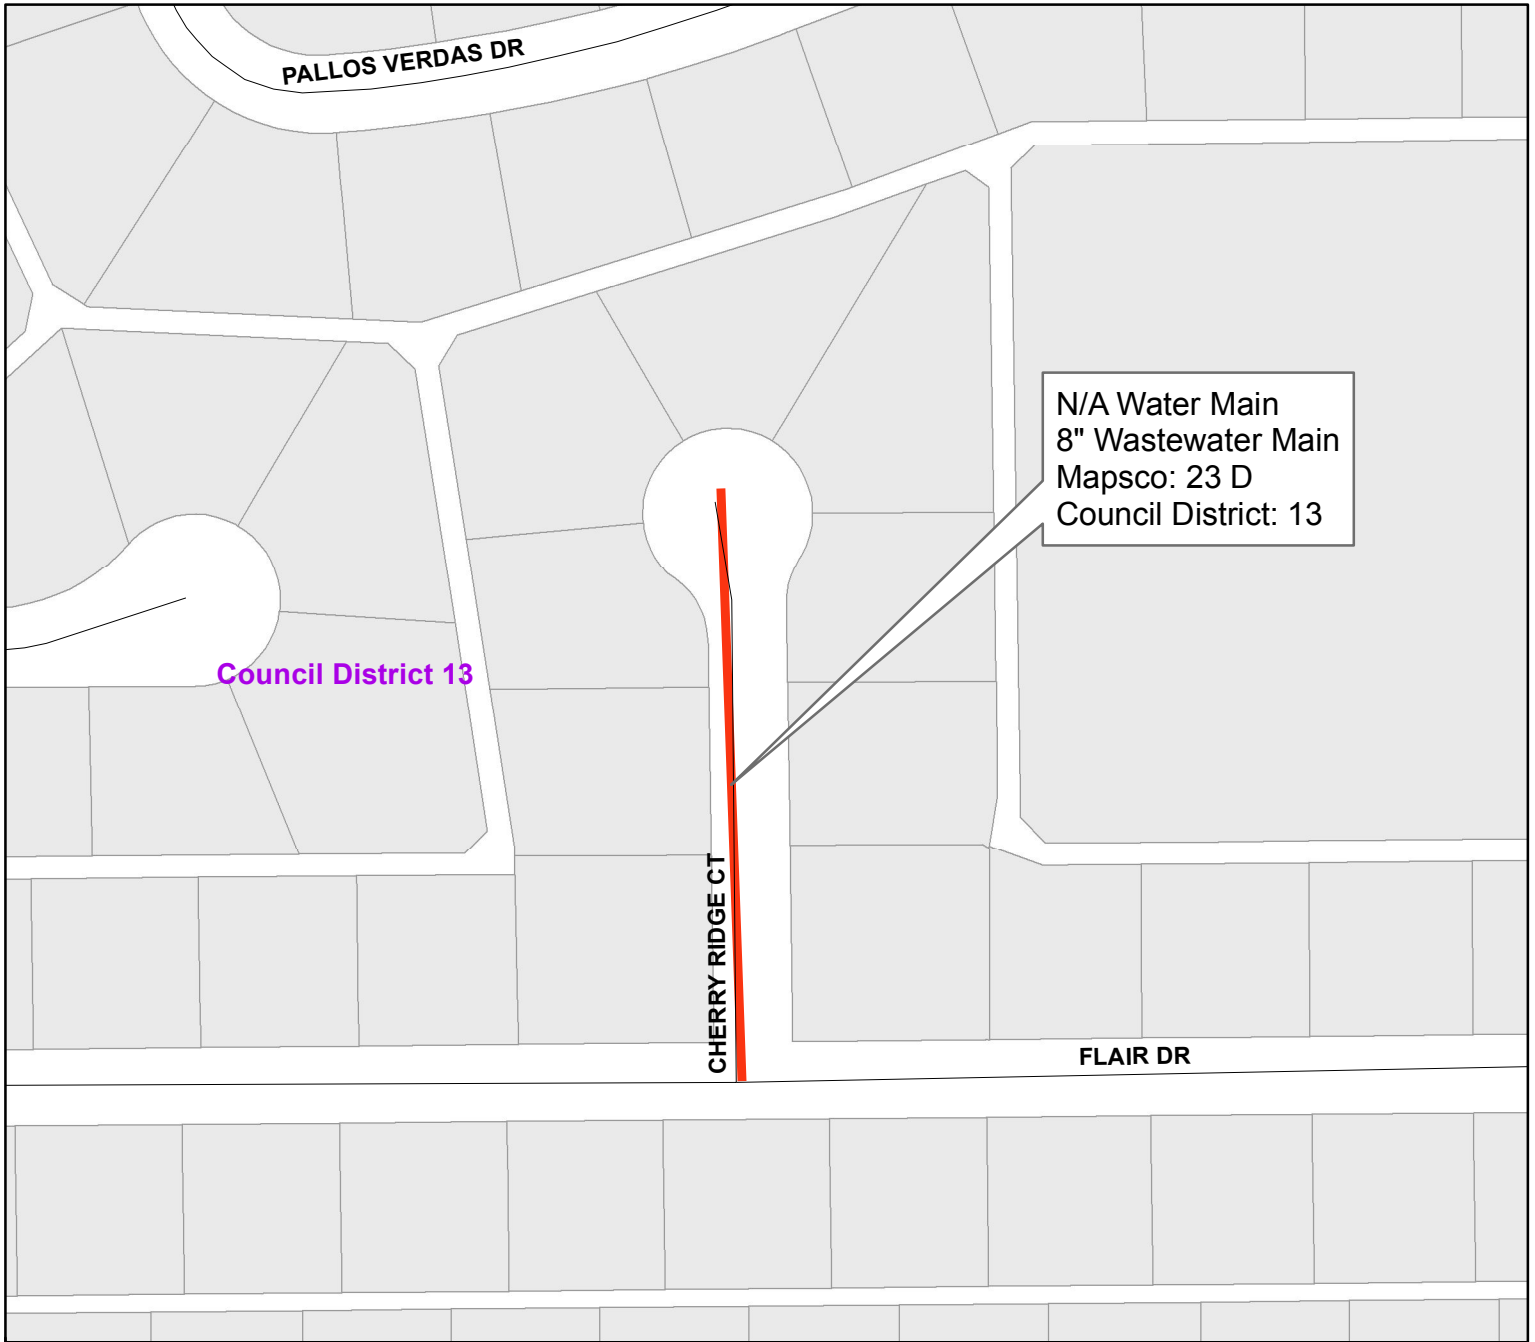 PALLOS VERDAS DR
N/A Water Main
8" Wastewater Main
Mapsco: 23 D
Council District: 13
Council District 13
CHERRY RIDGE CT
FLAIR DR